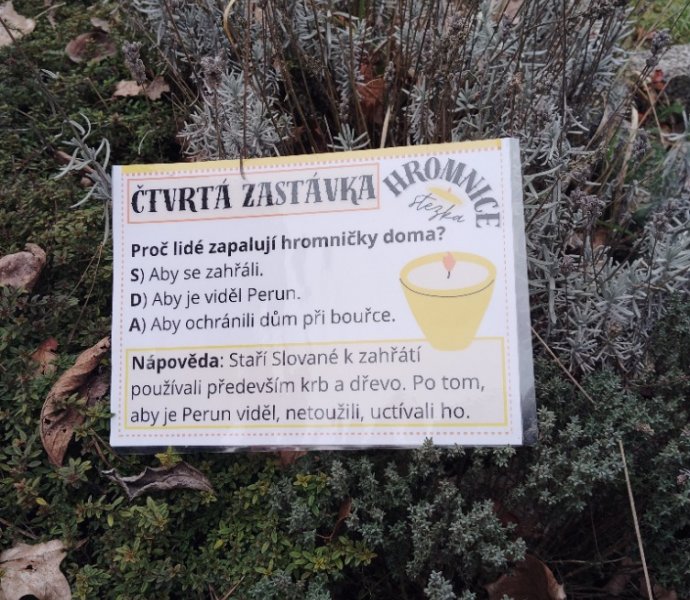 ČTVRTÁ ZASTÁVKA
HROMNICE
stezka
Proč lidé zapalují hromničky doma?
S) Aby se zahřáli.
D) Aby je viděl Perun.
A) Aby ochránili dům při bouřce.
Nápověda: Staří Slované k zahřátí
používali především krb a dřevo. Po tom,
aby je Perun viděl, netoužili, uctívali ho.